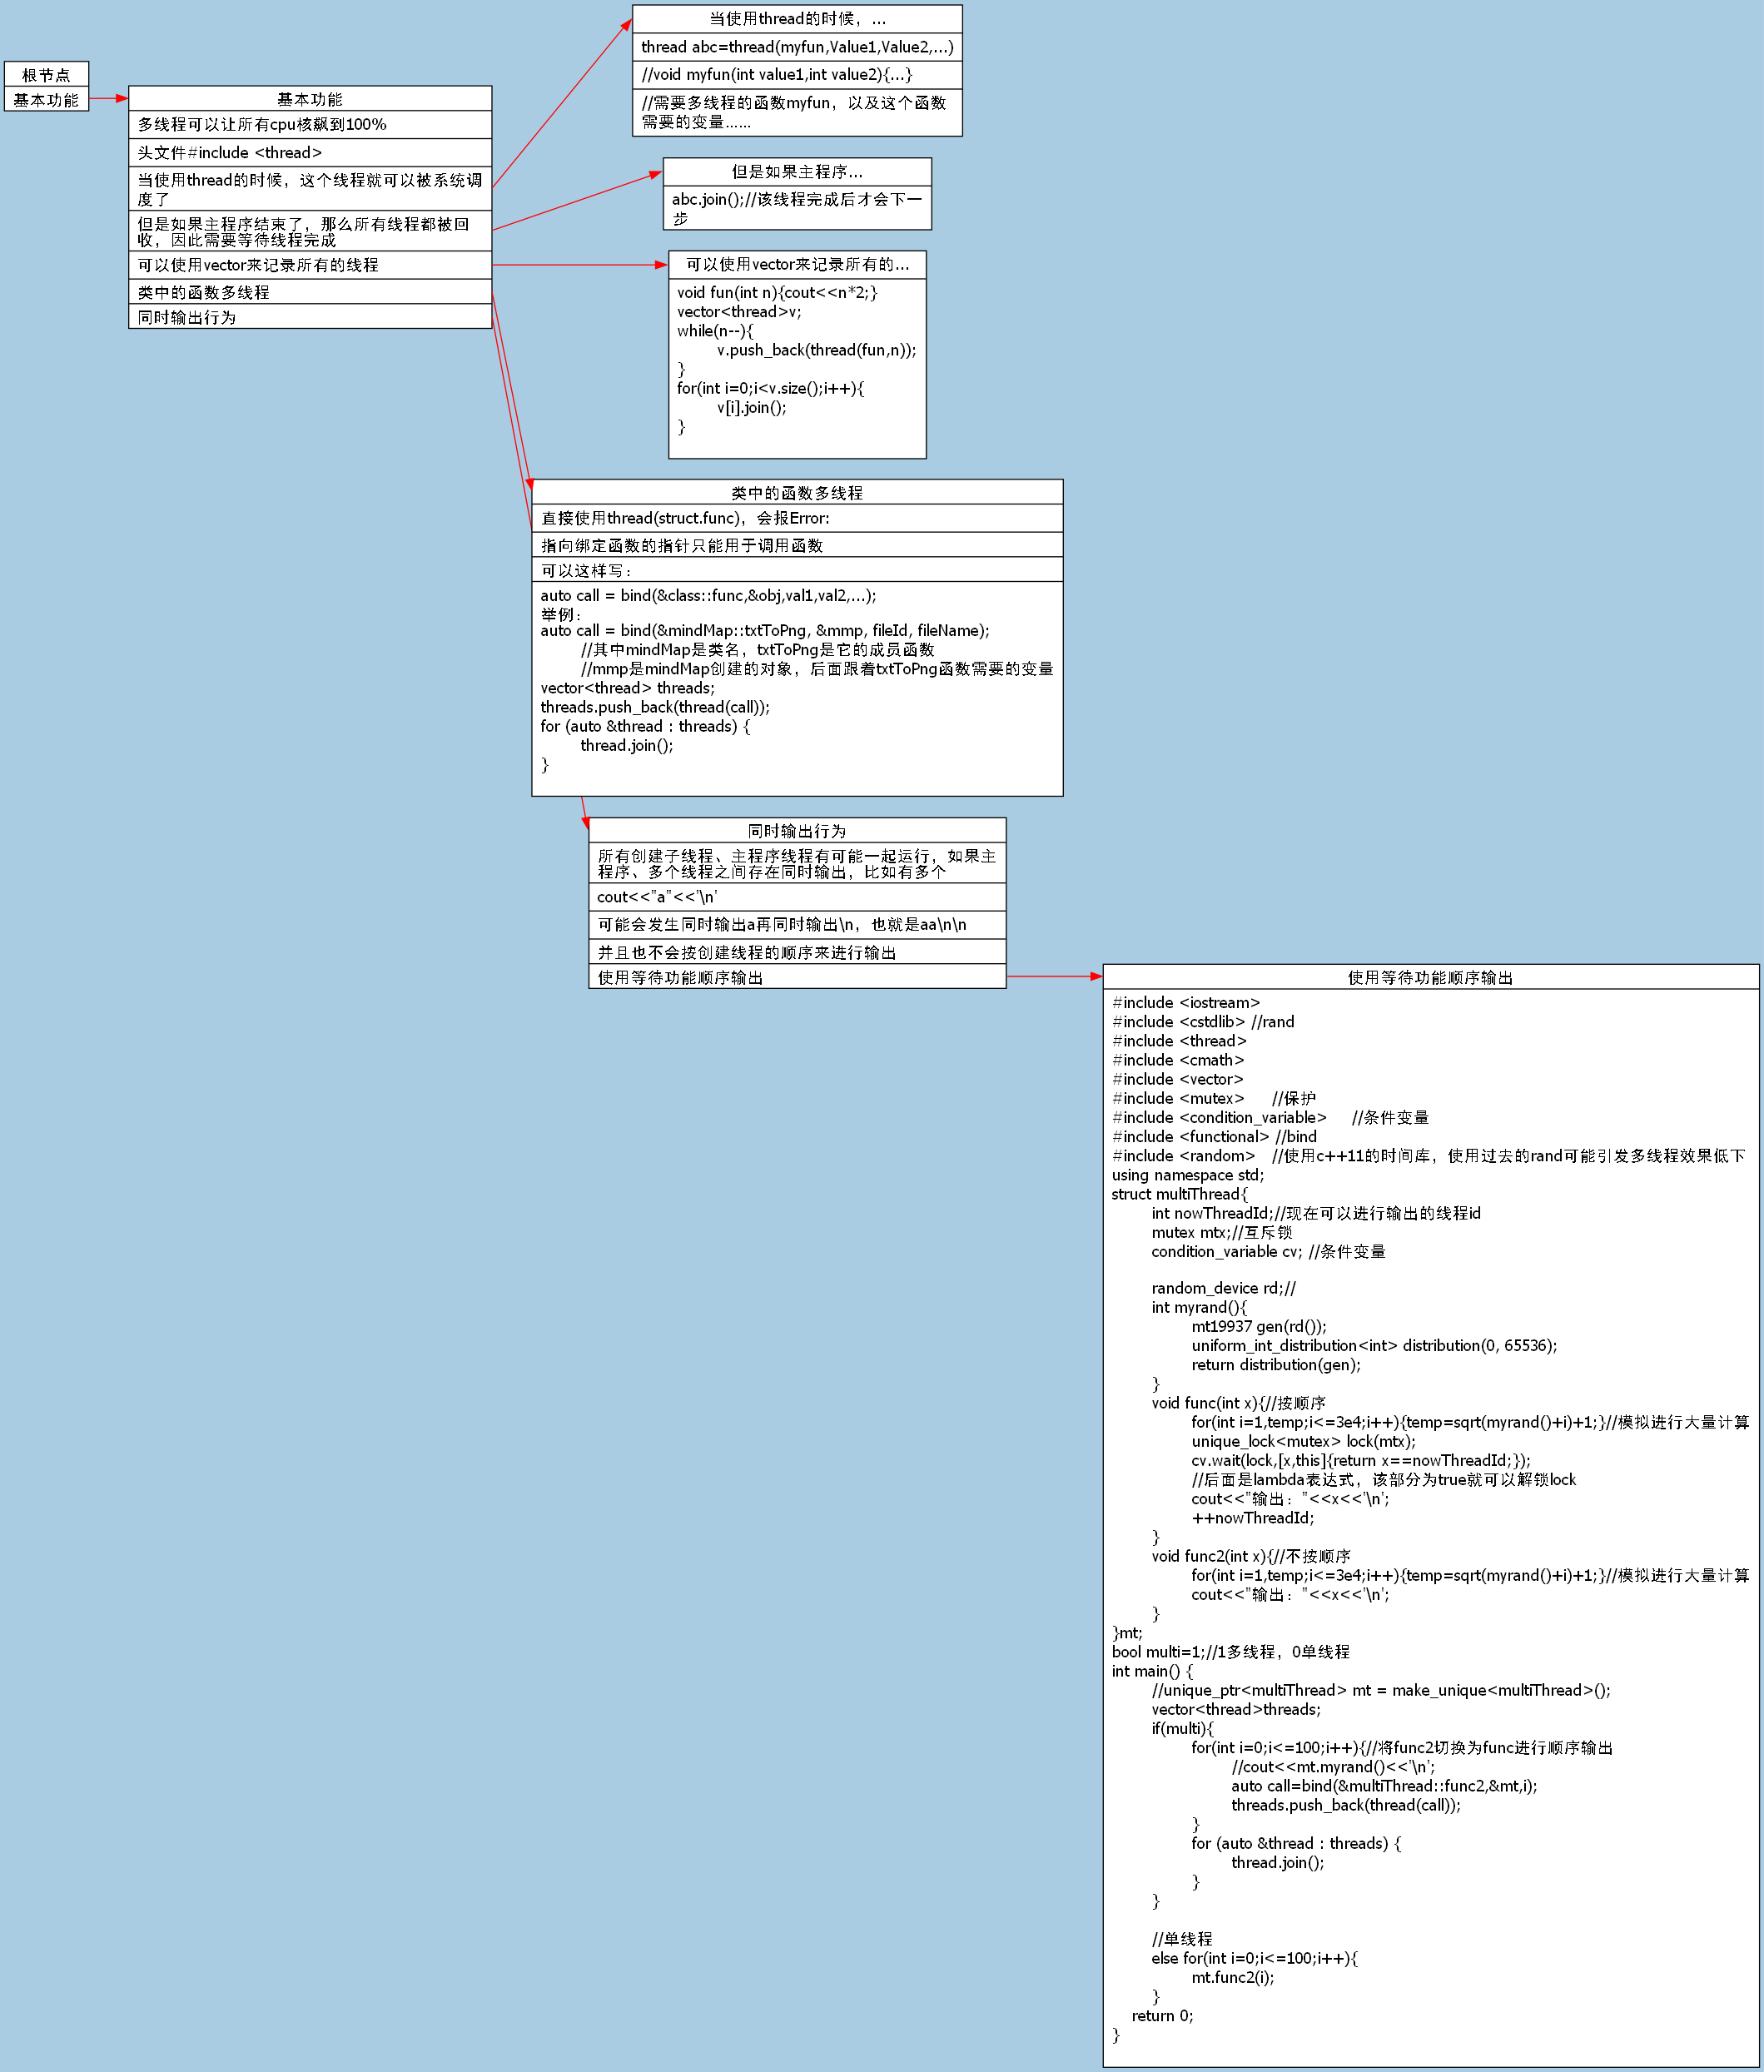 根节点
基本功能
基本功能
多线程可以让所有cpu核飙到100%
头文件#include <thread>
当使用thread的时候，这个线程就可以被系统调
度了
但是如果主程序结束了，那么所有线程都被回
收，因此需要等待线程完成
可以使用vector来记录所有的线程
类中的函数多线程
同时输出行为
当使用thread的时候，...
thread abc=thread(myfun,Value1,Value2,...)
//void myfun(int value1,int value2){...}
//需要多线程的函数myfun，以及这个函数
需要的变量......
但是如果主程序...
abc.join();//该线程完成后才会下一
步
可以使用vector来记录所有的...
void fun(int n){cout<<n*2;}
vector<thread>v;
while(n--){
v.push_back(thread(fun,n));
}
for(int i=0;i<v.size();i++){
v[i].join();
}
类中的函数多线程
直接使用thread(struct.func)，会报Error:
指向绑定函数的指针只能用于调用函数
可以这样写：
auto call = bind(&class::func,&obj,val1,val2,...);
举例：
auto call = bind(&mindMap::txtToPng, &mmp, fileId, fileName);
//其中mindMap是类名，txtToPng是它的成员函数
//mmp是mindMap创建的对象，后面跟着txtToPng函数需要的变量
vector<thread> threads;
threads.push_back(thread(call));
for (auto &thread : threads) {
thread.join();
}
同时输出行为
所有创建子线程、主程序线程有可能一起运行，如果主
程序、多个线程之间存在同时输出，比如有多个
cout<<"a"<<'\n'
可能会发生同时输出a再同时输出\n，也就是aa\n\n
并且也不会按创建线程的顺序来进行输出
使用等待功能顺序输出
使用等待功能顺序输出
#include <iostream>
#include <cstdlib> //rand
#include <thread>
#include <cmath>
#include <vector>
#include <mutex> //保护
#include <condition_variable> //条件变量
#include <functional> //bind
#include <random> //使用c++11的时间库，使用过去的rand可能引发多线程效果低下
using namespace std;
struct multiThread{
int nowThreadId;//现在可以进行输出的线程id
mutex mtx;//互斥锁
condition_variable cv; //条件变量
random_device rd;//
int myrand(){
mt19937 gen(rd());
uniform_int_distribution<int> distribution(0, 65536);
return distribution(gen);
}
void func(int x){//按顺序
for(int i=1,temp;i<=3e4;i++){temp=sqrt(myrand()+i)+1;}//模拟进行大量计算
unique_lock<mutex> lock(mtx);
cv.wait(lock,[x,this]{return x==nowThreadId;});
//后面是lambda表达式，该部分为true就可以解锁lock
cout<<"输出："<<x<<'\n';
++nowThreadId;
}
void func2(int x){//不按顺序
for(int i=1,temp;i<=3e4;i++){temp=sqrt(myrand()+i)+1;}//模拟进行大量计算
cout<<"输出："<<x<<'\n';
}
}mt;
bool multi=1;//1多线程，0单线程
int main() {
//unique_ptr<multiThread> mt = make_unique<multiThread>();
vector<thread>threads;
if(multi){
for(int i=0;i<=100;i++){//将func2切换为func进行顺序输出
//cout<<mt.myrand()<<'\n';
auto call=bind(&multiThread::func2,&mt,i);
threads.push_back(thread(call));
}
for (auto &thread : threads) {
thread.join();
}
}
//单线程
else for(int i=0;i<=100;i++){
mt.func2(i);
}
return 0;
}